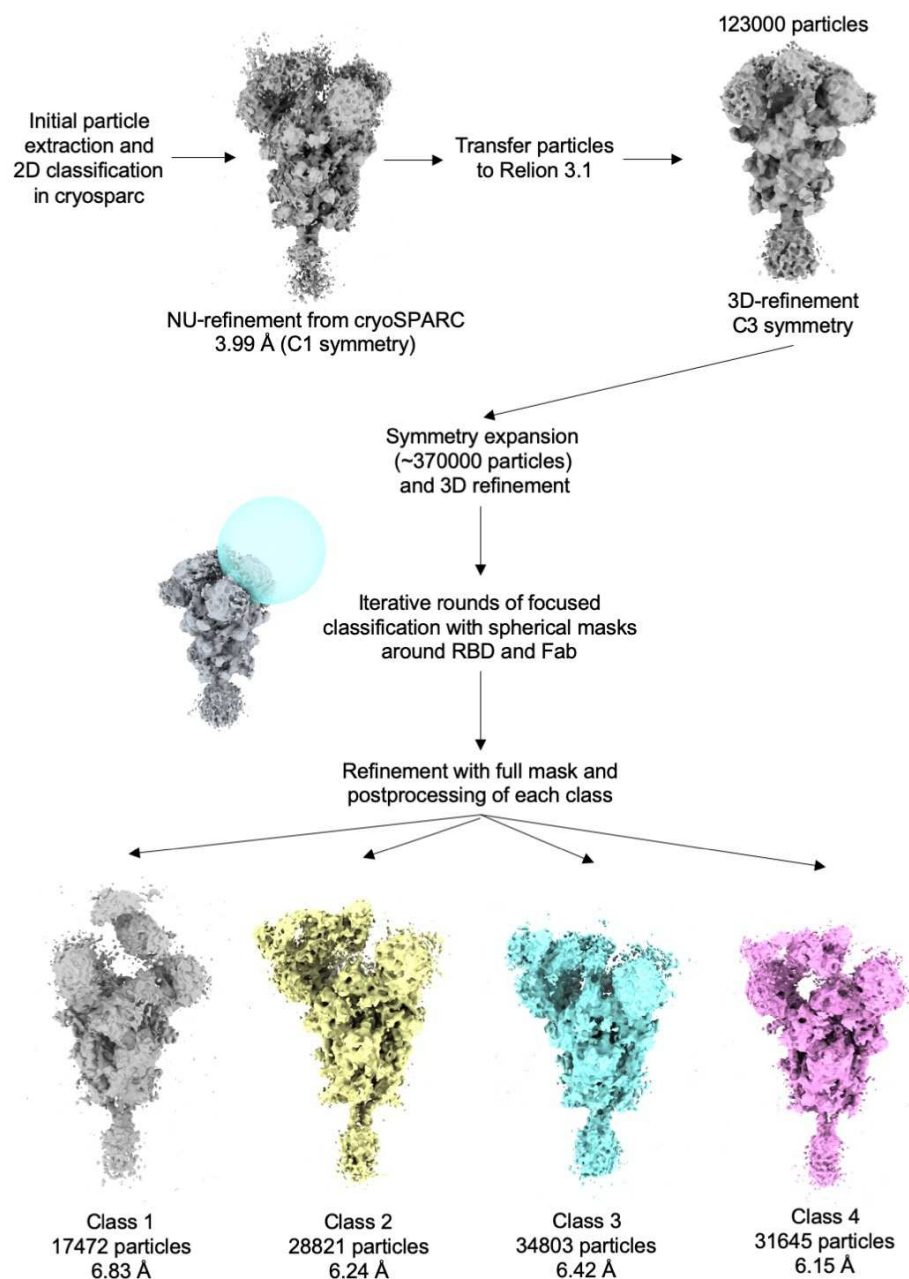 123000 particles
Initial particle
extraction and
2D classification
in cryosparc
Transfer particles
to Relion 3.1
NU-refinement from cryoSPARC
3.99 Å (C1 symmetry)
3D-refinement
C3 symmetry
Symmetry expansion
(~370000 particles)
and 3D refinement
Iterative rounds of focused
classification with spherical masks
around RBD and Fab
Refinement with full mask and
postprocessing of each class
Class 1
17472 particles
6.83 Å
Class 2
28821 particles
6.24 Å
Class 3
34803 particles
6.42 Å
Class 4
31645 particles
6.15 Å